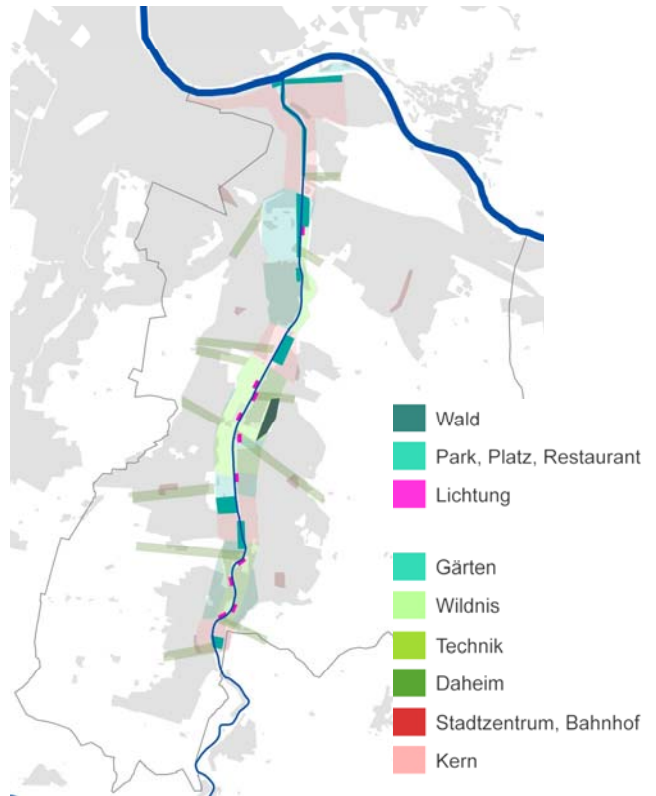 Wald
Park, Platz, Restaurant
Lichtung
Gärten
Wildnis
Technik
Daheim
Stadtzentrum, Bahnhof
Kern